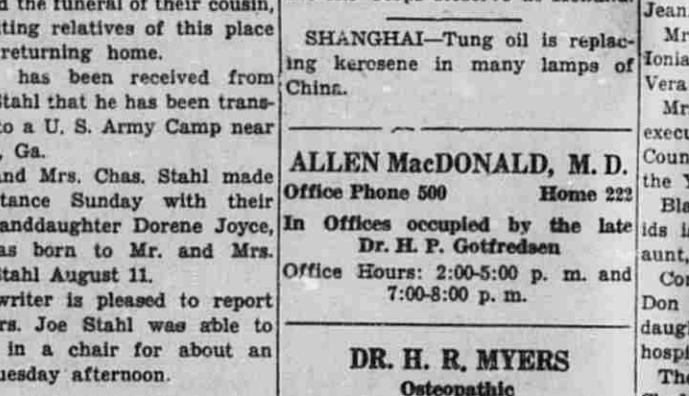 d the funeral of their cousin,
iting relatives of this place
returning home.
has been received from
Stahl that he has been trans-
to a U. S. Army Camp near
, Ga.
and Mrs. Chas. Stahl made
tance Sunday with their
anddaughter Dorene Joyce,
as born to Mr. and Mrs.
Stahl August 11.
writer is pleased to report
rs. Joe Stahl was able to
in a chair for about an
uesday afternoon.
SHANGHAI—Tung oil is replac-
ing kerosene in many lamps of
China.
ALLEN MacDONALD, M. D.
Office Phone 500 Home 222
In Offices occupied by the late
Dr. H. P. Gotfredsen
Office Hours: 2:00-5:00 p. m. and
7:00-8:00 p. m.
DR. H. R. MYERS
Osteopathic
Jean
Mr
Ionia
Vera
Mr
execu
Coun
the Y
Bla
ids i
aunt,
Co
Don
daug
hospi
The